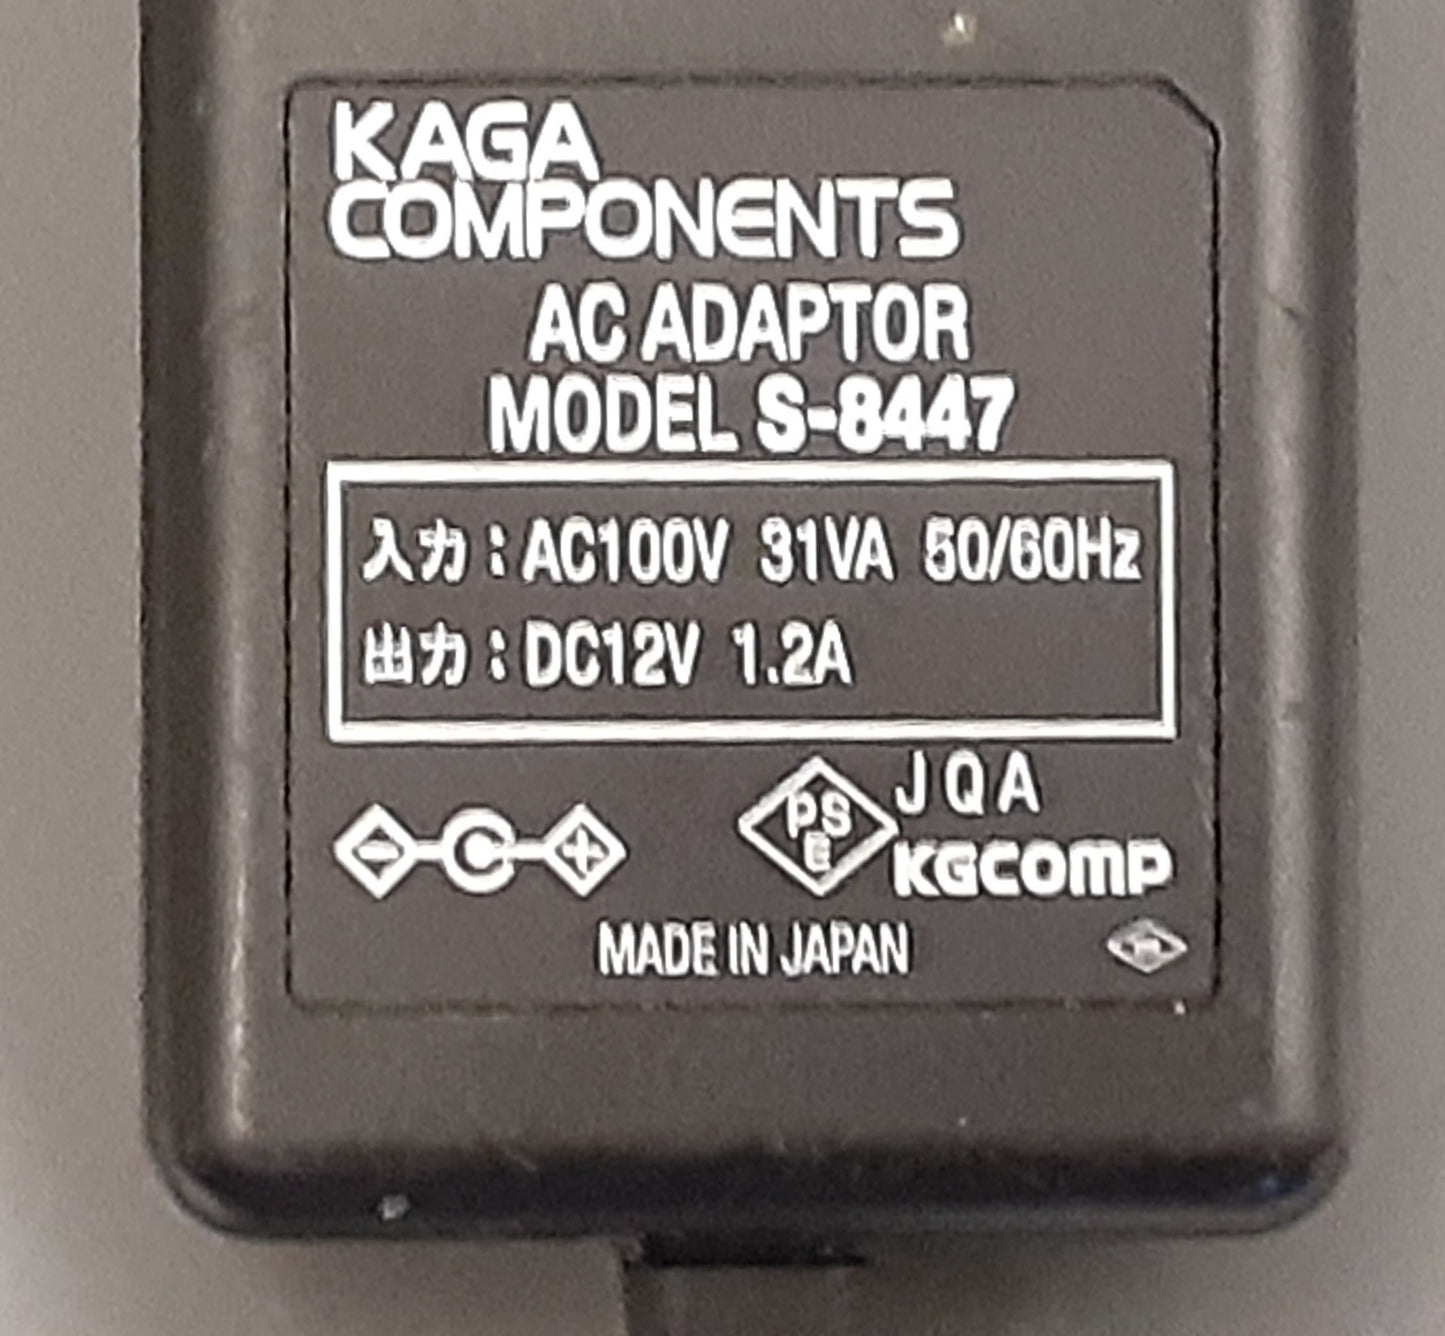 KAGA
COMPONENTS
AC ADAPTOR
MODEL S-8447
入力：AC100V 31VA 50/60Hz
出力：DC12V 1.2A
PS
E
JQA
KGCOMP
MADE IN JAPAN